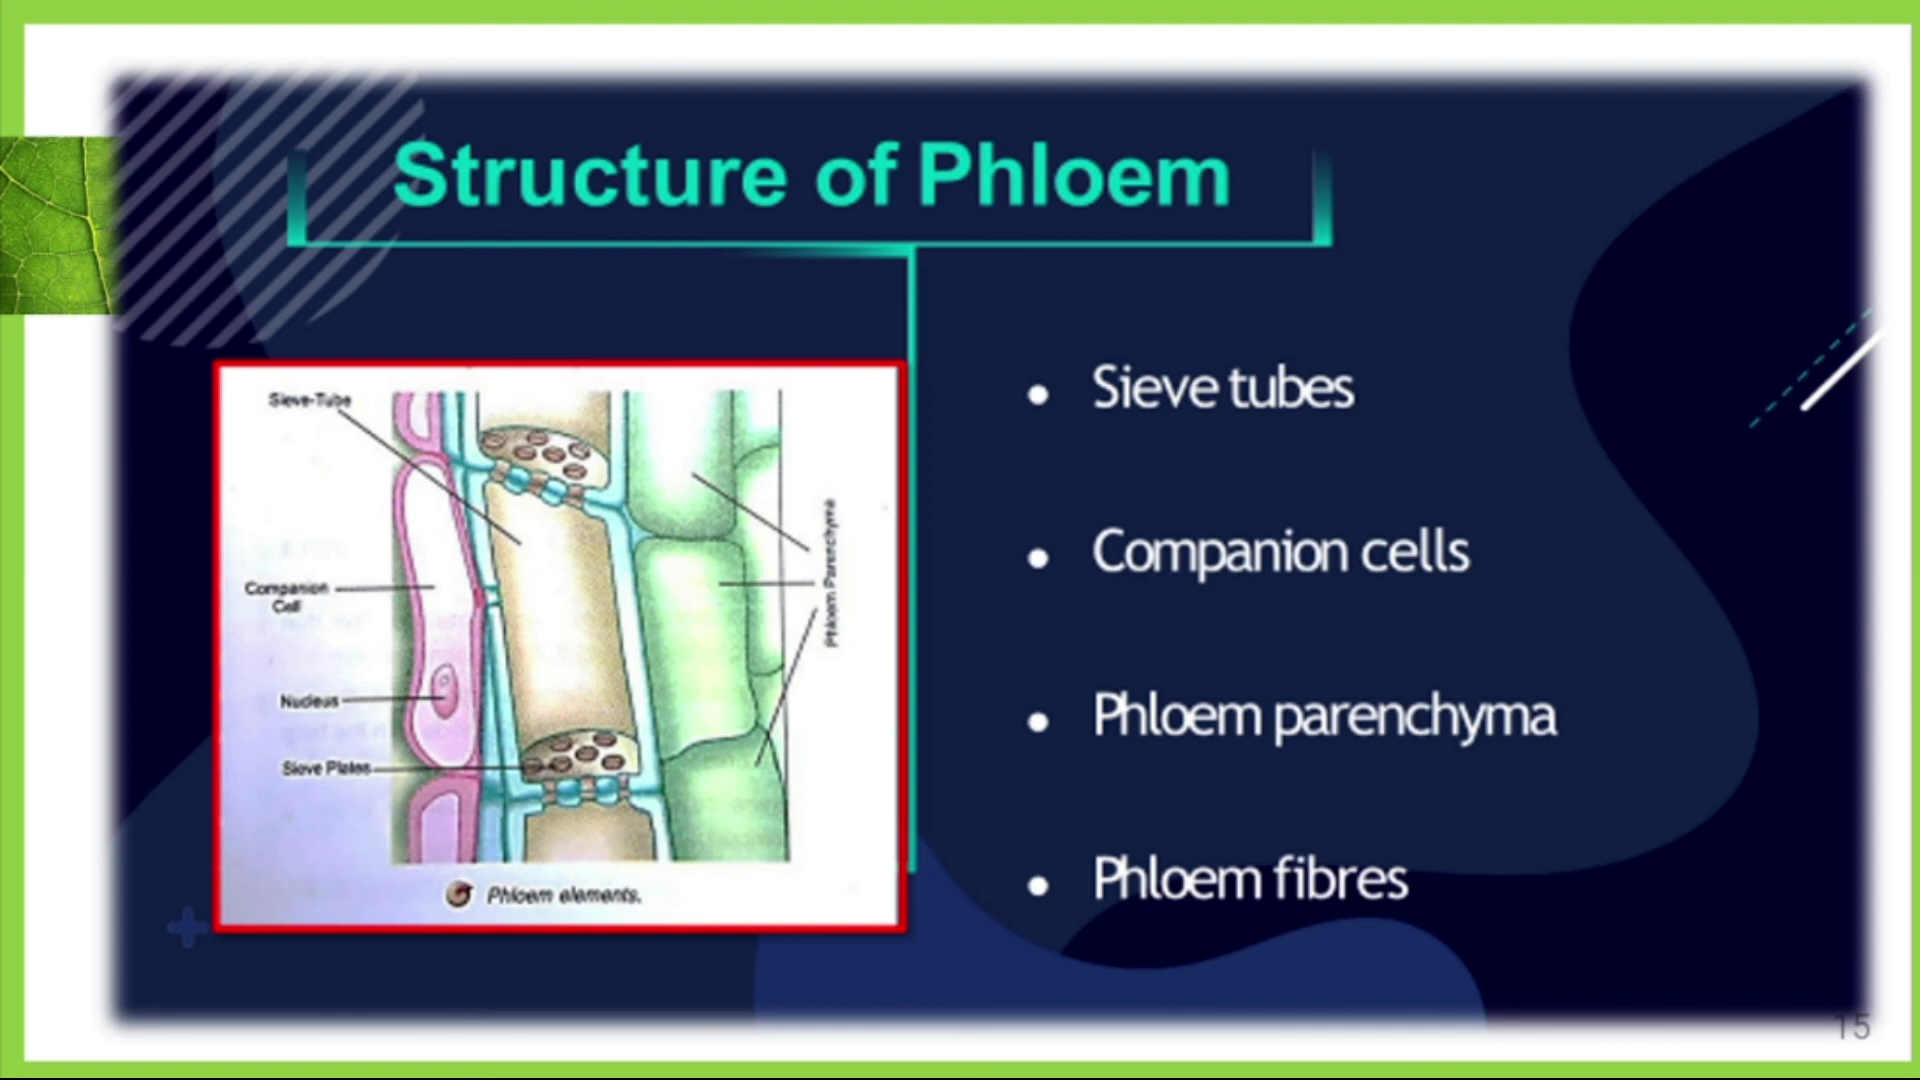 Structure of Phloem
Sieve-Tube
Companion
Cell
Nucleus
Sieve Plates
Phloem Parenchyma
Phloem elements.
• Sieve tubes
• Companion cells
• Phloem parenchyma
• Phloem fibres
15